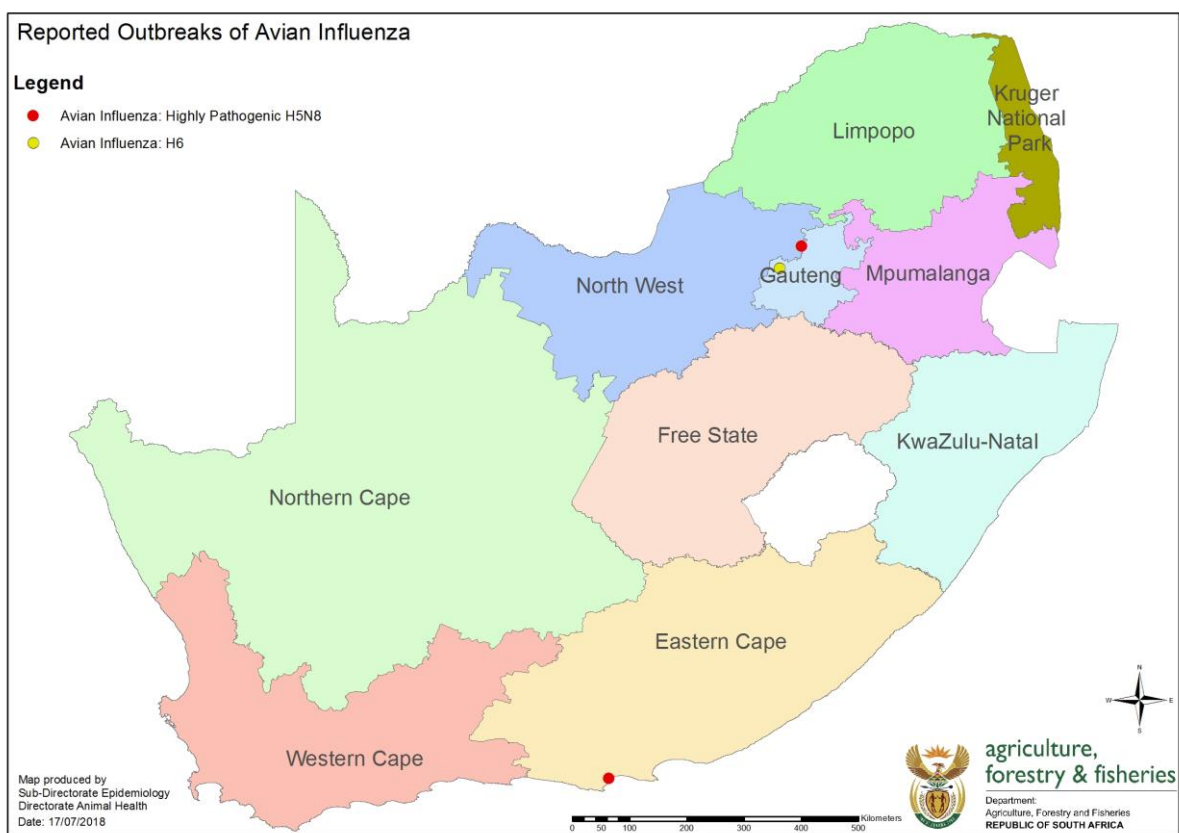 Reported Outbreaks of Avian Influenza
Legend
Avian Influenza: Highly Pathogenic H5N8
Avian Influenza: H6
Kruger
National
Park
Limpopo
North West
Gauteng
Mpumalanga
Free State
KwaZulu-Natal
Northern Cape
Eastern Cape
Western Cape
N
W E
S
Map produced by
Sub-Directorate Epidemiology
Directorate Animal Health
Date: 17/07/2018
Kilometers
0 50 100 200 300 400 500
agriculture,
forestry & fisheries
Department:
Agriculture, Forestry and Fisheries
REPUBLIC OF SOUTH AFRICA